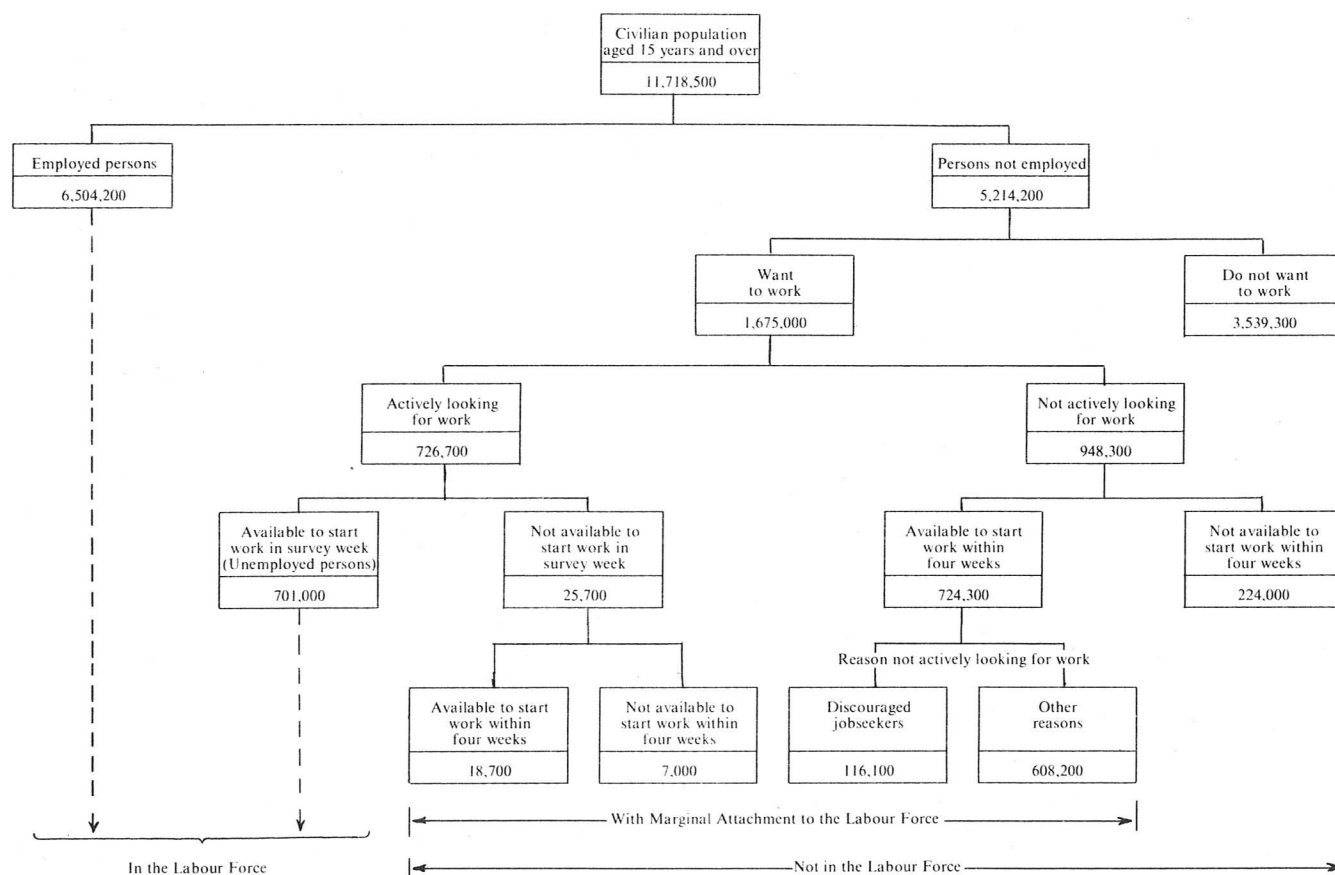 Civilian population
aged 15 years and over
11,718,500
Employed persons
6,504,200
Persons not employed
5,214,200
Want
to work
1,675,000
Do not want
to work
3,539,300
Actively looking
for work
726,700
Not actively looking
for work
948,300
Available to start
work in survey week
(Unemployed persons)
701,000
Not available to
start work in
survey week
25,700
Available to start
work within
four weeks
724,300
Not available to
start work within
four weeks
224,000
Reason not actively looking for work
Available to start
work within
four weeks
18,700
Not available to
start work within
four weeks
7,000
Discouraged
jobseekers
116,100
Other
reasons
608,200
With Marginal Attachment to the Labour Force
In the Labour Force
Not in the Labour Force